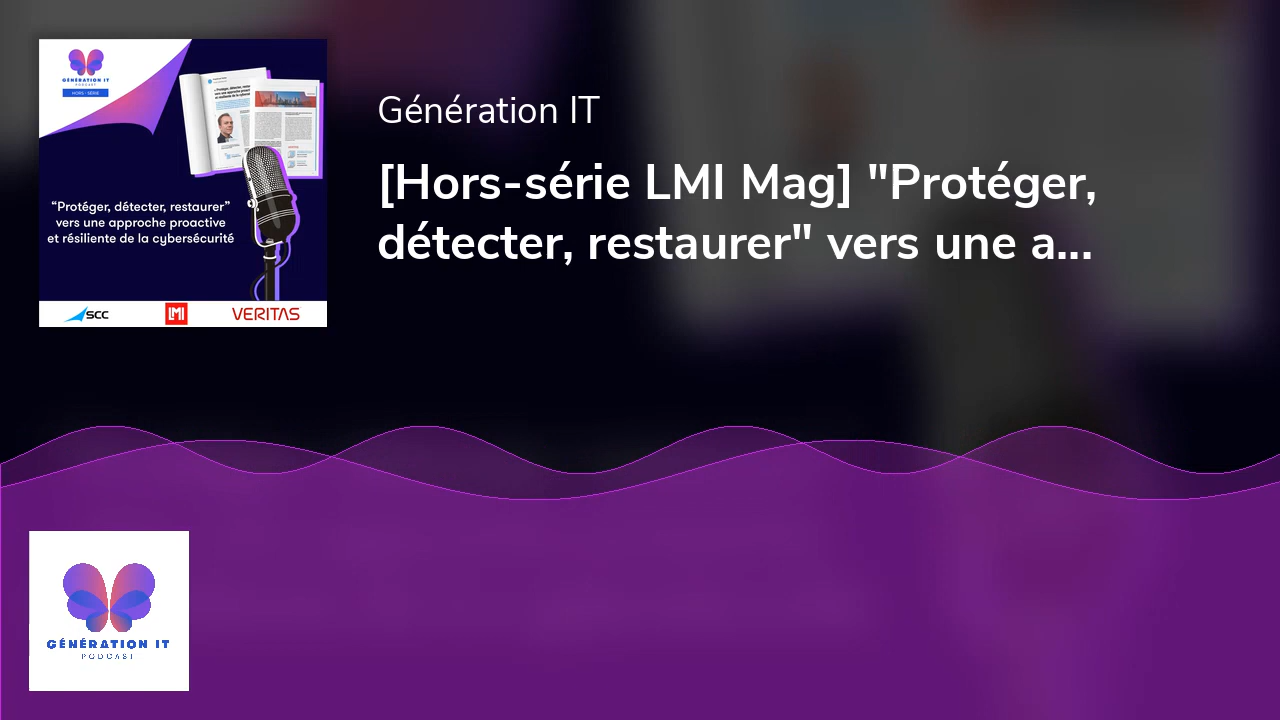 GÉNÉRATION IT
PODCAST
HORS - SÉRIE
“Protéger, détecter, restaurer”
vers une approche proactive
et résiliente de la cybersécurité
SCC
LMI
VERITAS
Génération IT
[Hors-série LMI Mag] "Protéger,
détecter, restaurer" vers une a...
GÉNÉRATION IT
PODCAST